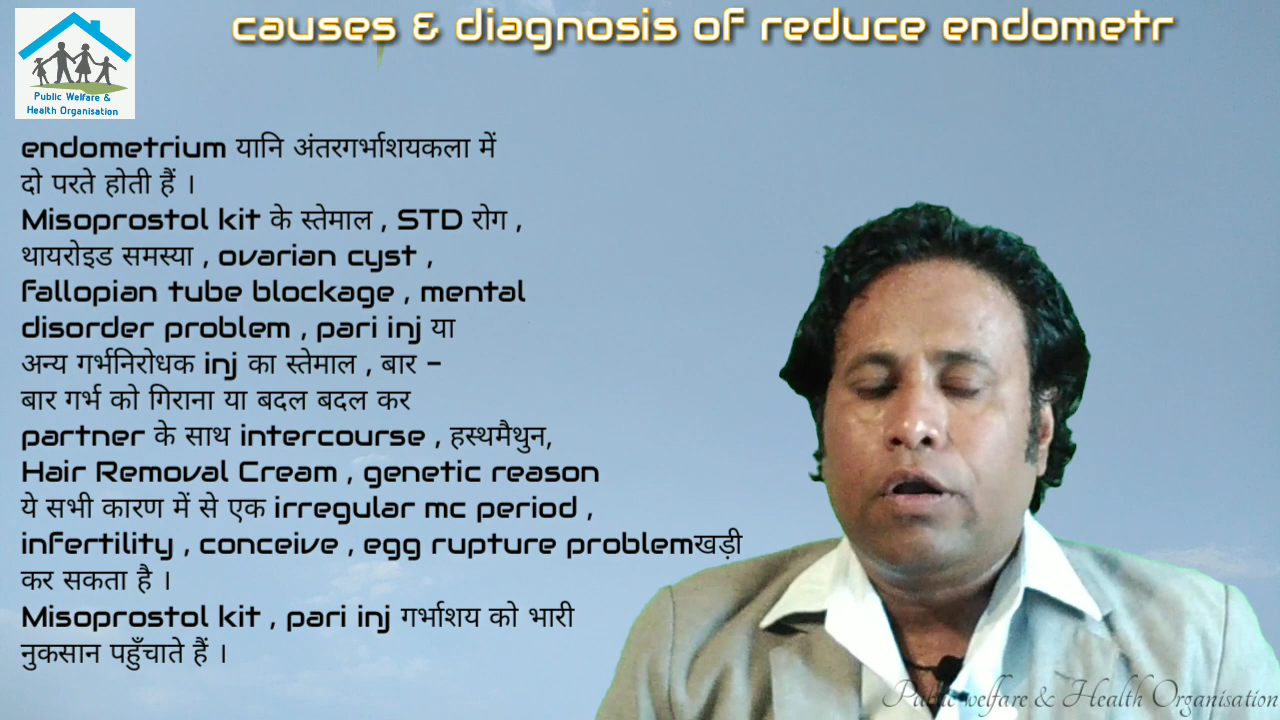 causes & diagnosis of reduce endometr
Public Welfare &
Health Organisation
endometrium यानि अंतरगर्भाशयकला में
दो परते होती हैं ।
Misoprostol kit के स्तेमाल , STD रोग ,
थायरोइड समस्या , ovarian cyst ,
fallopian tube blockage , mental
disorder problem , pari inj या
अन्य गर्भनिरोधक inj का स्तेमाल , बार –
बार गर्भ को गिराना या बदल बदल कर
partner के साथ intercourse , हस्थमैथुन,
Hair Removal Cream , genetic reason
ये सभी कारण में से एक irregular mc period ,
infertility , conceive , egg rupture problemखड़ी
कर सकता है ।
Misoprostol kit , pari inj गर्भाशय को भारी
नुकसान पहुँचाते हैं ।
Public welfare & Health Organisation